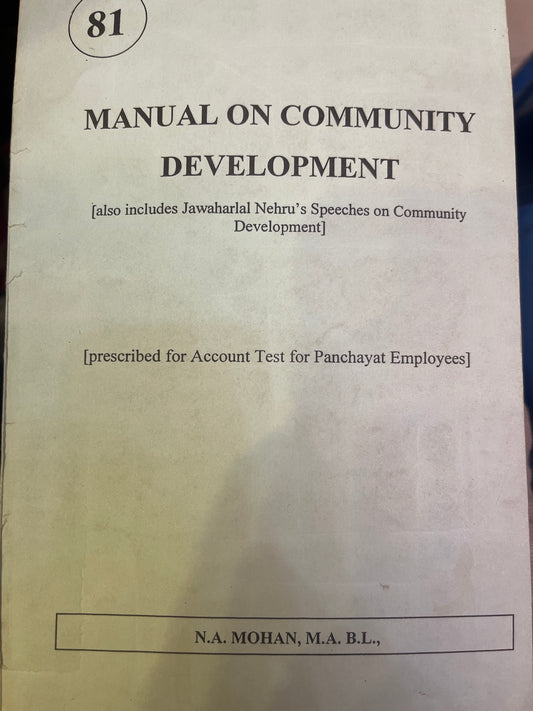 81
MANUAL ON COMMUNITY
DEVELOPMENT
[also includes Jawaharlal Nehru's Speeches on Community
Development]
[prescribed for Account Test for Panchayat Employees]
N.A. MOHAN, M.A. B.L.,